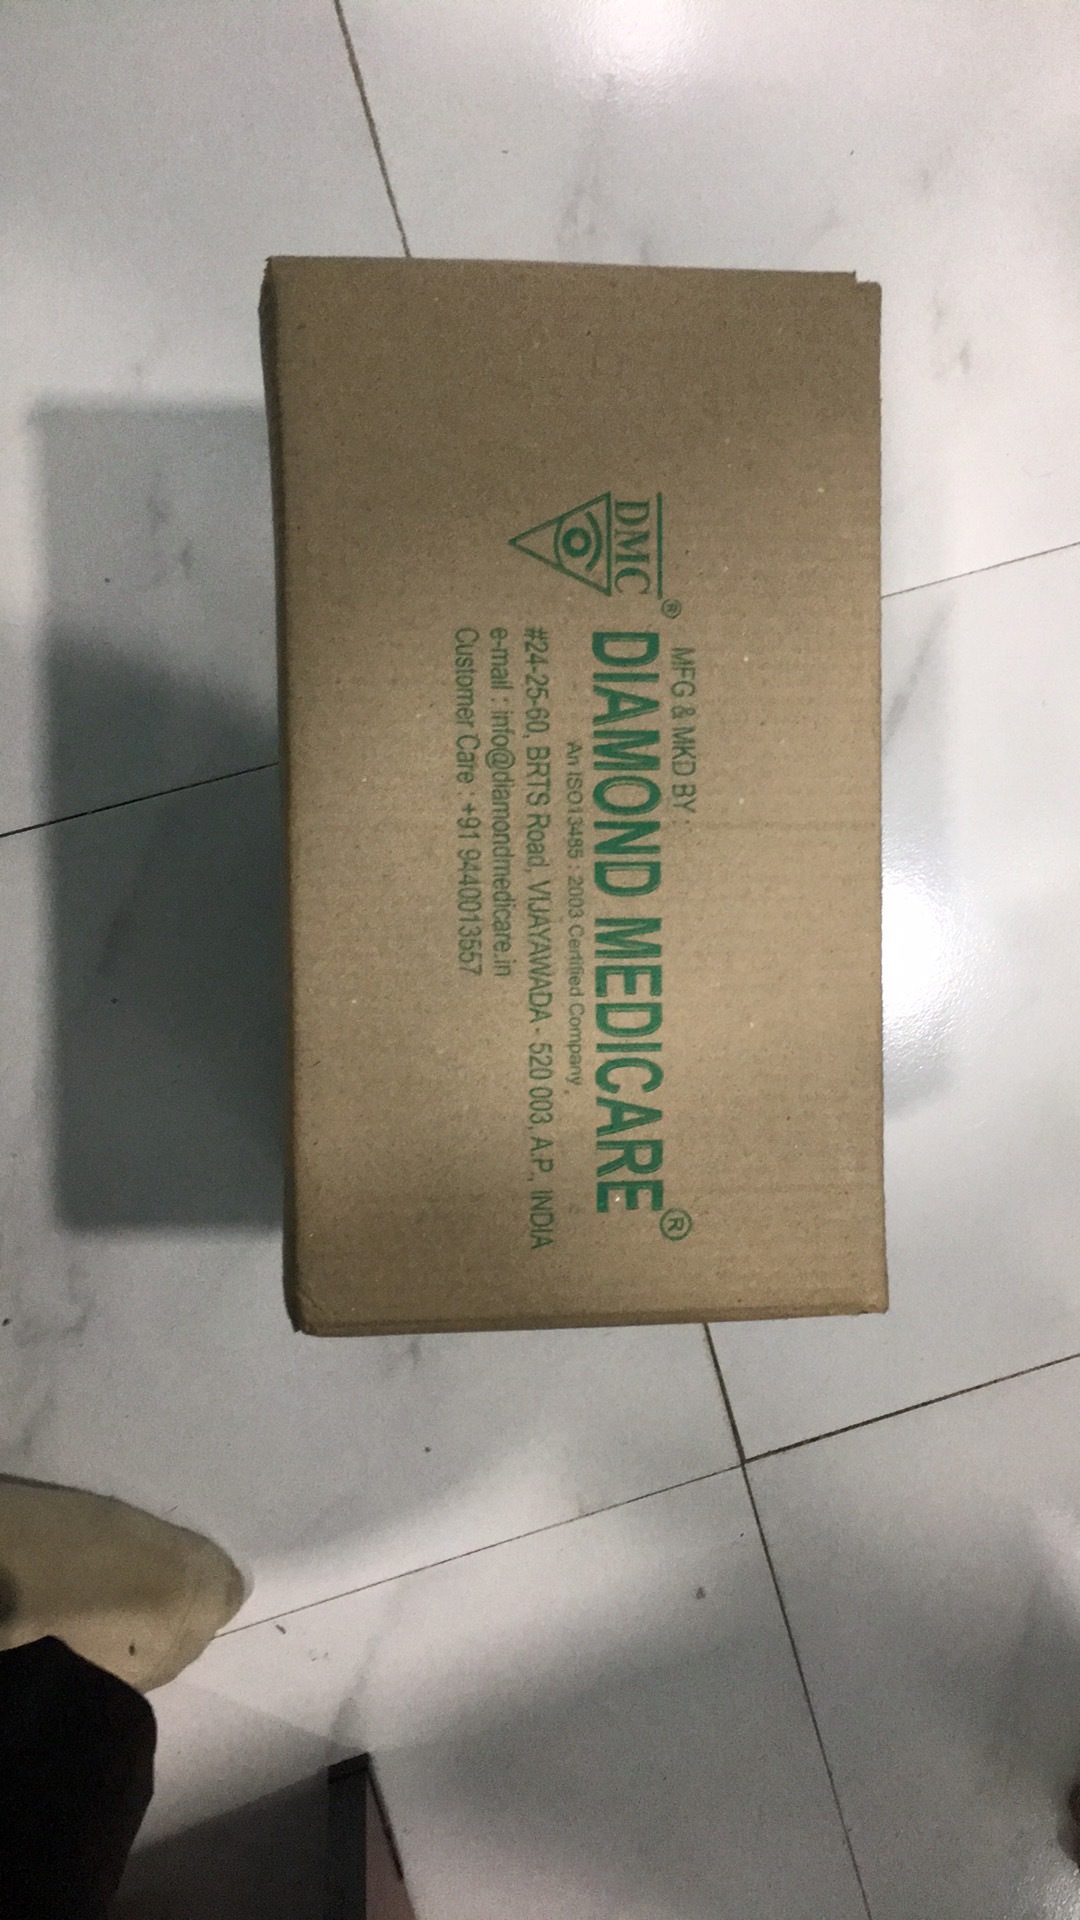 DMC®
MFG & MKD BY :
DIAMOND MEDICARE®
An ISO13485 : 2003 Certified Company.
#24-25-60, BRTS Road, VIJAYAWADA - 520 003, A.P., INDIA
e-mail : info@diamondmedicare.in
Customer Care : +91 9440013557